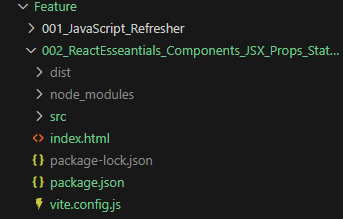 Feature
001_JavaScript_Refresher
002_ReactEsseantials_Components_JSX_Props_Stat...
dist
node_modules
src
index.html
package-lock.json
package.json
vite.config.js